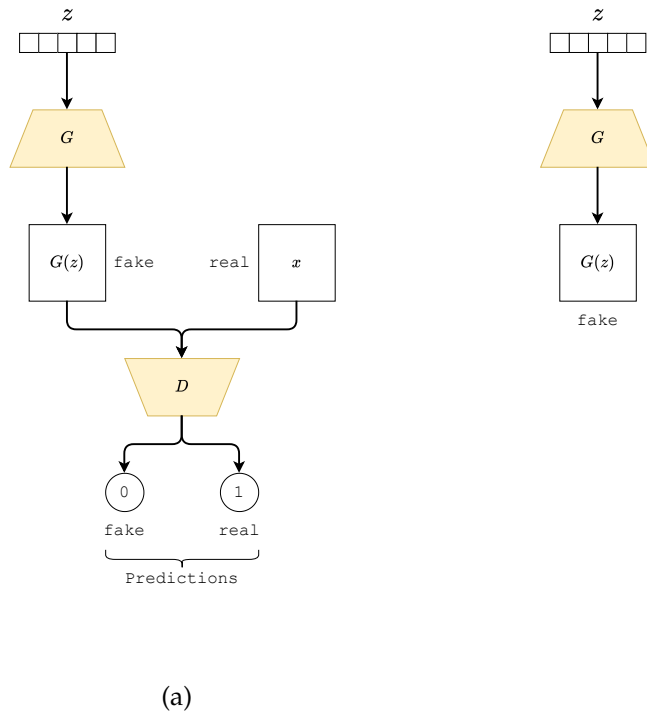 z
z
G
G
G(z) fake real x
G(z)
fake
D
0 1
fake real
Predictions
(a)